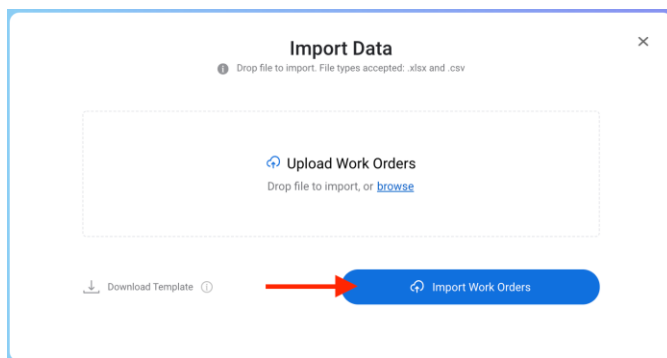 Import Data
Drop file to import. File types accepted: .xlsx and .csv
Upload Work Orders
Drop file to import, or browse
Download Template
Import Work Orders